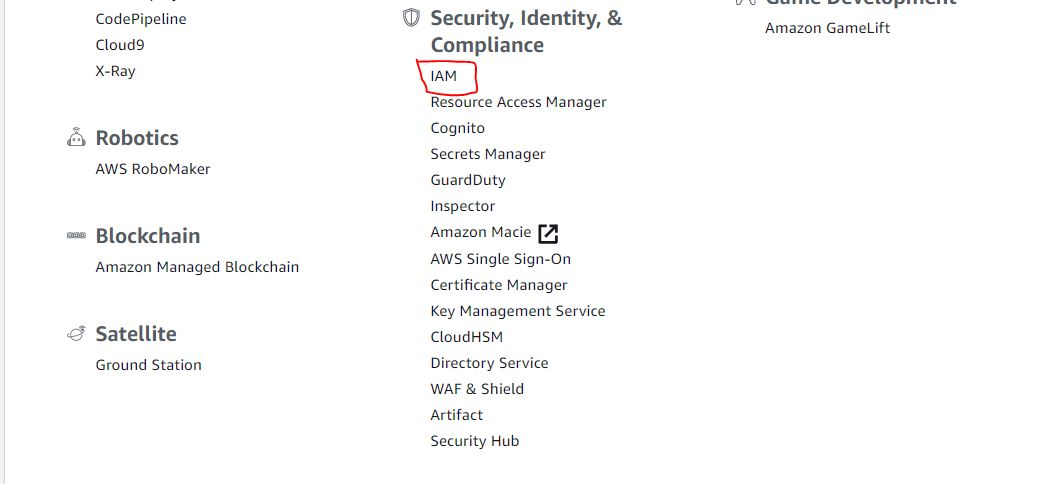 CodePipeline
Cloud9
X-Ray
Robotics
AWS RoboMaker
Blockchain
Amazon Managed Blockchain
Satellite
Ground Station
Security, Identity, &
Compliance
IAM
Resource Access Manager
Cognito
Secrets Manager
GuardDuty
Inspector
Amazon Macie
AWS Single Sign-On
Certificate Manager
Key Management Service
CloudHSM
Directory Service
WAF & Shield
Artifact
Security Hub
Game Development
Amazon GameLift